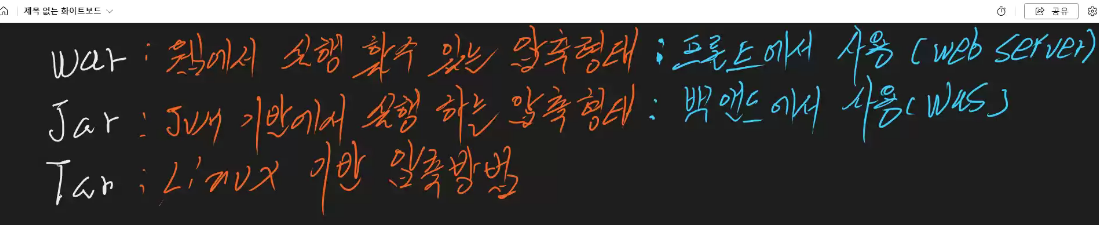 제목 없는 화이트보드
공유
war : 웹에서 실행 할수 있는 압축형태 : 프론트에서 사용 (web server)
Jar : Jvm 기반에서 실행 하는 압축 형태 : 백앤드에서 사용(WAS)
Tar : Linux 기반 압축방법